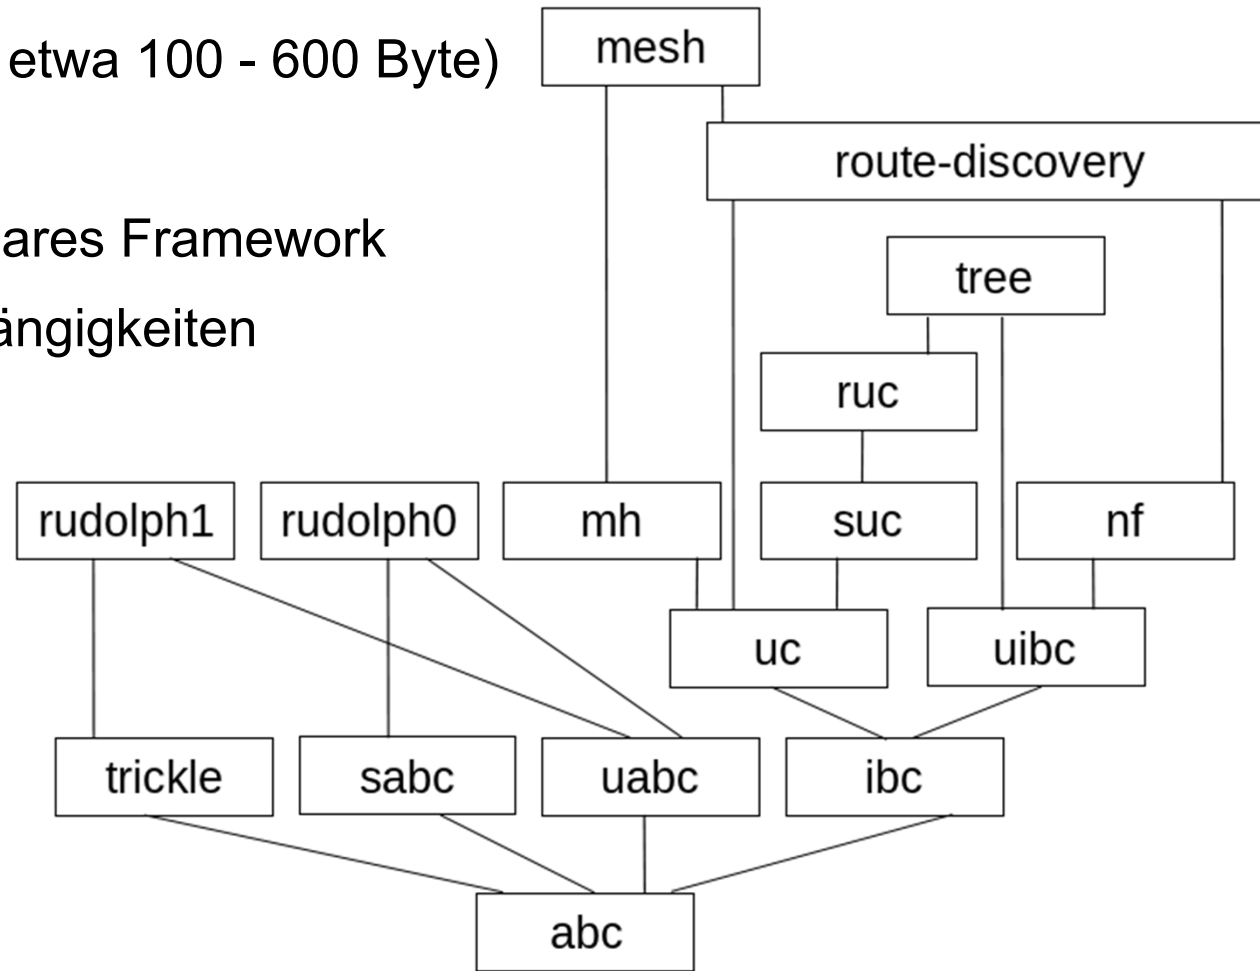 etwa 100 - 600 Byte)
mesh
route-discovery
ares Framework
tree
ängigkeiten
ruc
rudolph1
rudolph0
mh
suc
nf
uc
uibc
trickle
sabc
uabc
ibc
abc